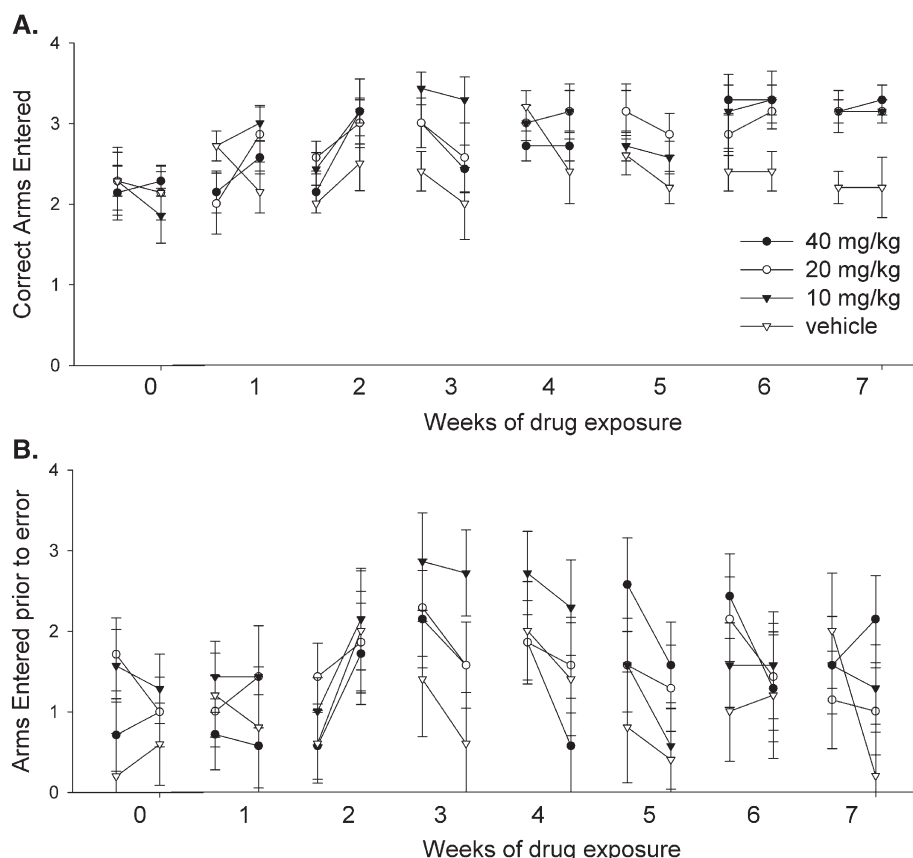 A.
4
3
2
1
0
Correct Arms Entered
40 mg/kg
20 mg/kg
10 mg/kg
vehicle
0 1 2 3 4 5 6 7
Weeks of drug exposure
B.
4
3
2
1
0
Arms Entered prior to error
0 1 2 3 4 5 6 7
Weeks of drug exposure